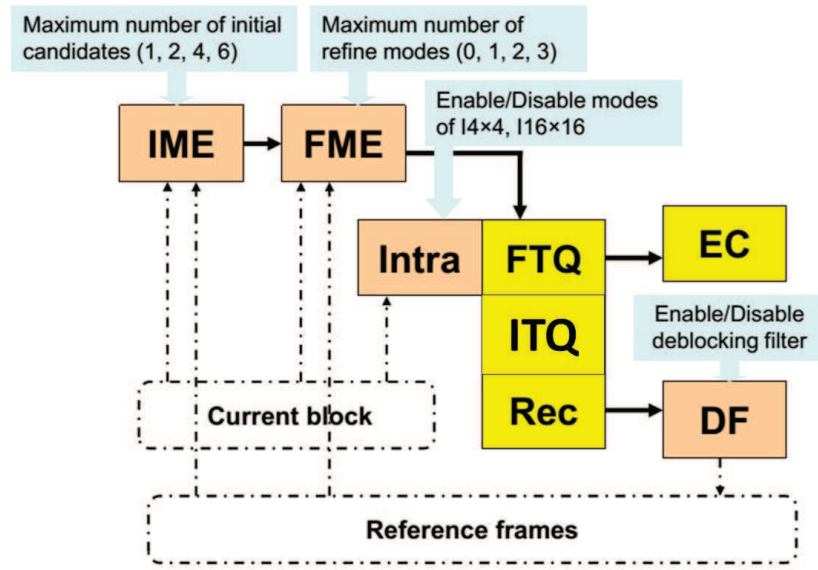 Maximum number of initial
candidates (1, 2, 4, 6)
Maximum number of
refine modes (0, 1, 2, 3)
Enable/Disable modes
of I4×4, I16×16
IME
FME
Intra
FTQ
EC
ITQ
Enable/Disable
deblocking filter
Rec
DF
Current block
Reference frames